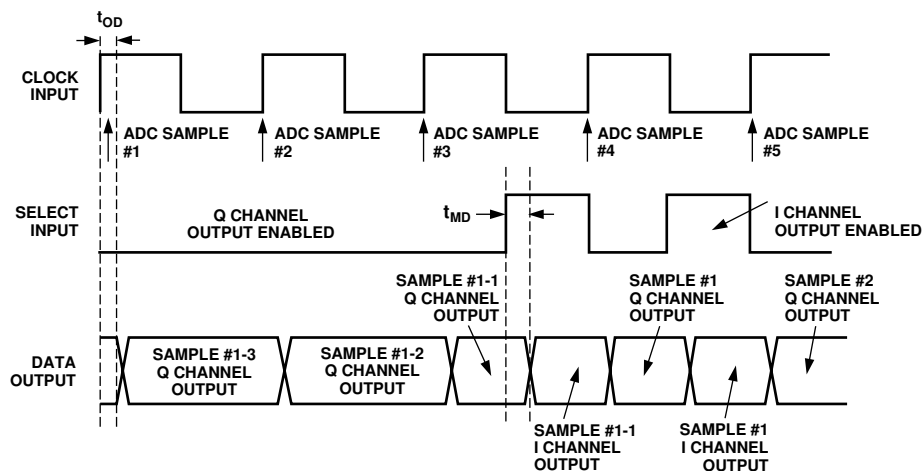 tOD
CLOCK
INPUT
ADC SAMPLE
#1
ADC SAMPLE
#2
ADC SAMPLE
#3
ADC SAMPLE
#4
ADC SAMPLE
#5
SELECT
INPUT
Q CHANNEL
OUTPUT ENABLED
tMD
I CHANNEL
OUTPUT ENABLED
SAMPLE #1-1
Q CHANNEL
OUTPUT
SAMPLE #1
Q CHANNEL
OUTPUT
SAMPLE #2
Q CHANNEL
OUTPUT
DATA
OUTPUT
SAMPLE #1-3
Q CHANNEL
OUTPUT
SAMPLE #1-2
Q CHANNEL
OUTPUT
SAMPLE #1-1
I CHANNEL
OUTPUT
SAMPLE #1
I CHANNEL
OUTPUT